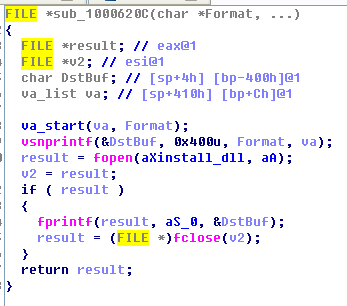 FILE *sub_1000620C(char *Format, ...)
{
FILE *result; // eax@1
FILE *v2; // esi@1
char DstBuf; // [sp+4h] [bp-400h]@1
va_list va; // [sp+410h] [bp+Ch]@1
va_start(va, Format);
vsnprintf(&DstBuf, 0x400u, Format, va);
result = fopen(aXinstall_dll, aA);
v2 = result;
if ( result )
{
fprintf(result, aS_0, &DstBuf);
result = (FILE *)fclose(v2);
}
return result;
}